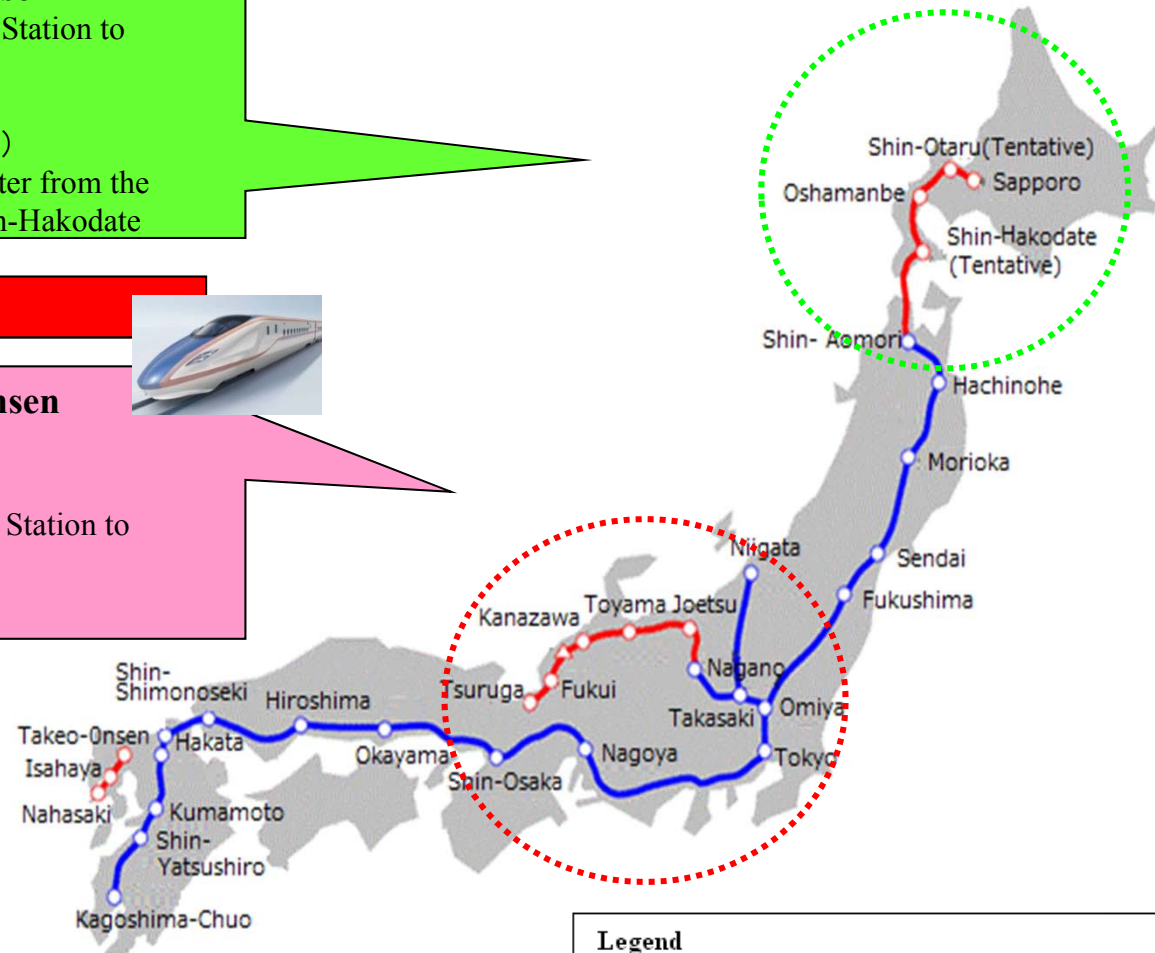 Station to
)
ter from the
n-Hakodate
nsen
Station to
Shin-Otaru(Tentative)
Oshamanbe
Sapporo
Shin-Hakodate
(Tentative)
Shin- Aomori
Hachinohe
Morioka
Sendai
Fukushima
Niigata
Kanazawa
Toyama
Joetsu
Nagano
Tsuruga
Fukui
Takasaki
Omiya
Tokyo
Nagoya
Shin-Osaka
Okayama
Hiroshima
Shin-
Shimonoseki
Takeo-Onsen
Hakata
Isahaya
Nahasaki
Kumamoto
Shin-
Yatsushiro
Kagoshima-Chuo
Legend